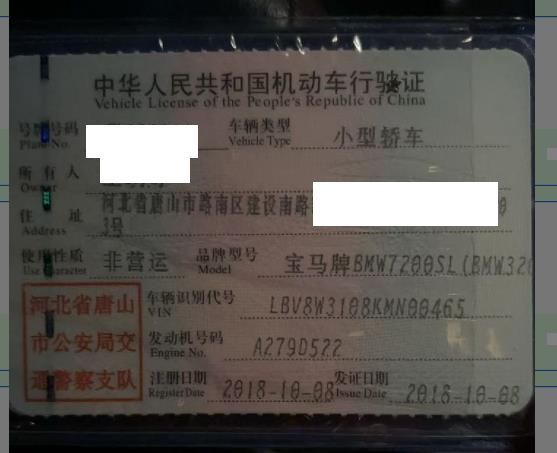 中华人民共和国机动车行驶证
Vehicle License of the People's Republic of China
号牌号码
Plate No.
车辆类型 小型轿车
Vehicle Type
所有人
Owner
住址 河北省唐山市路南区建设南路
Address 3号
使用性质 非营运
Use Character
品牌型号 宝马牌BMW7200SL(BMW320
Model
河北省唐山
市公安局交
通警察支队
车辆识别代号 LBV8W3108KMN00465
VIN
发动机号码 A279D522
Engine No.
注册日期 2018-10-08
Register Date
发证日期 2018-10-08
Issue Date